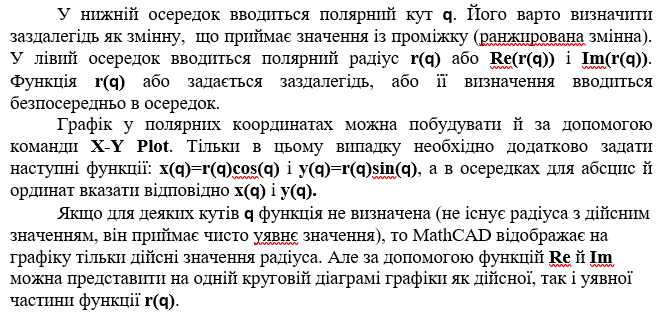 У нижній осередок вводиться полярний кут q. Його варто визначити
заздалегідь як змінну, що приймає значення із проміжку (ранжирована змінна).
У лівий осередок вводиться полярний радіус r(q) або Re(r(q)) і Im(r(q)).
Функція r(q) або задається заздалегідь, або її визначення вводиться
безпосередньо в осередок.
Графік у полярних координатах можна побудувати й за допомогою
команди X-Y Plot. Тільки в цьому випадку необхідно додатково задати
наступні функції: x(q)=r(q)cos(q) і y(q)=r(q)sin(q), а в осередках для абсцис й
ординат вказати відповідно x(q) і y(q).
Якщо для деяких кутів q функція не визначена (не існує радіуса з дійсним
значенням, він приймає чисто уявнє значення), то MathCAD відображає на
графіку тільки дійсні значення радіуса. Але за допомогою функцій Re й Im
можна представити на одній круговій діаграмі графіки як дійсної, так і уявної
частини функції r(q).